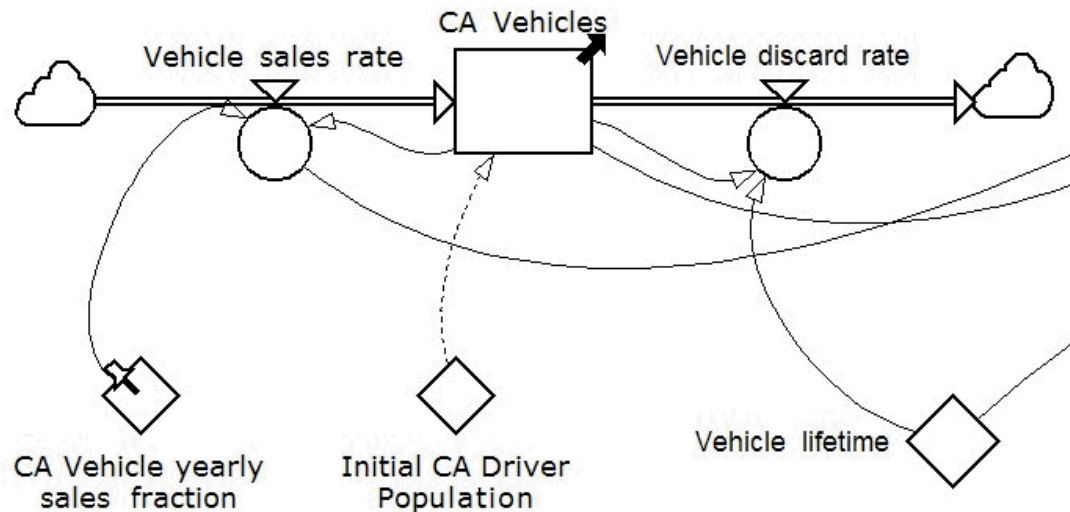 CA Vehicles
Vehicle sales rate
Vehicle discard rate
Vehicle lifetime
CA Vehicle yearly
sales fraction
Initial CA Driver
Population